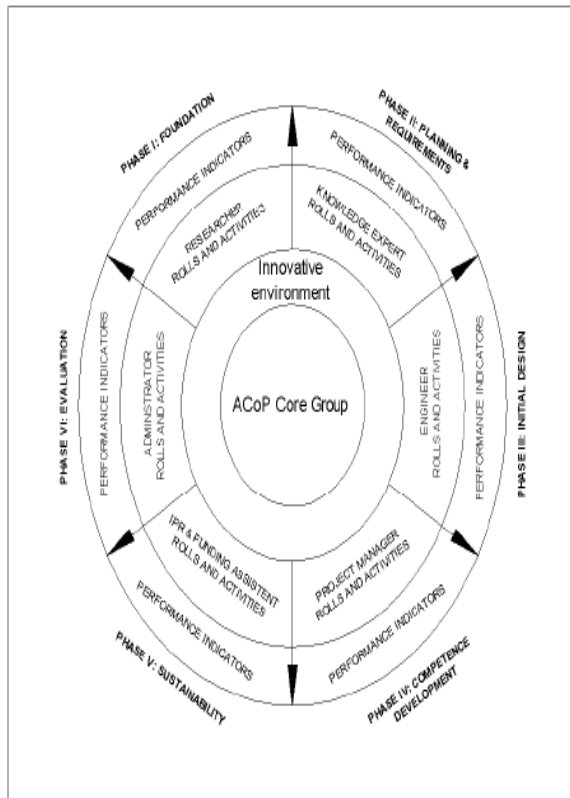 PHASE I: FOUNDATION
PERFORMANCE INDICATORS
RESEARCHER
ROLLS AND ACTIVITIES
PHASE II: PLANNING &
REQUIREMENTS
PERFORMANCE INDICATORS
KNOWLEDGE EXPERT
ROLLS AND ACTIVITIES
PHASE III: INITIAL DESIGN
PERFORMANCE INDICATORS
ENGINEER
ROLLS AND ACTIVITIES
PHASE IV: COMPETENCE
DEVELOPMENT
PERFORMANCE INDICATORS
PROJECT MANAGER
ROLLS AND ACTIVITIES
PHASE V: SUSTAINABILITY
PERFORMANCE INDICATORS
IPR & FUNDING ASSISTENT
ROLLS AND ACTIVITIES
PHASE VI: EVALUATION
PERFORMANCE INDICATORS
ADMINSTRATOR
ROLLS AND ACTIVITIES
Innovative
environment
ACoP Core Group